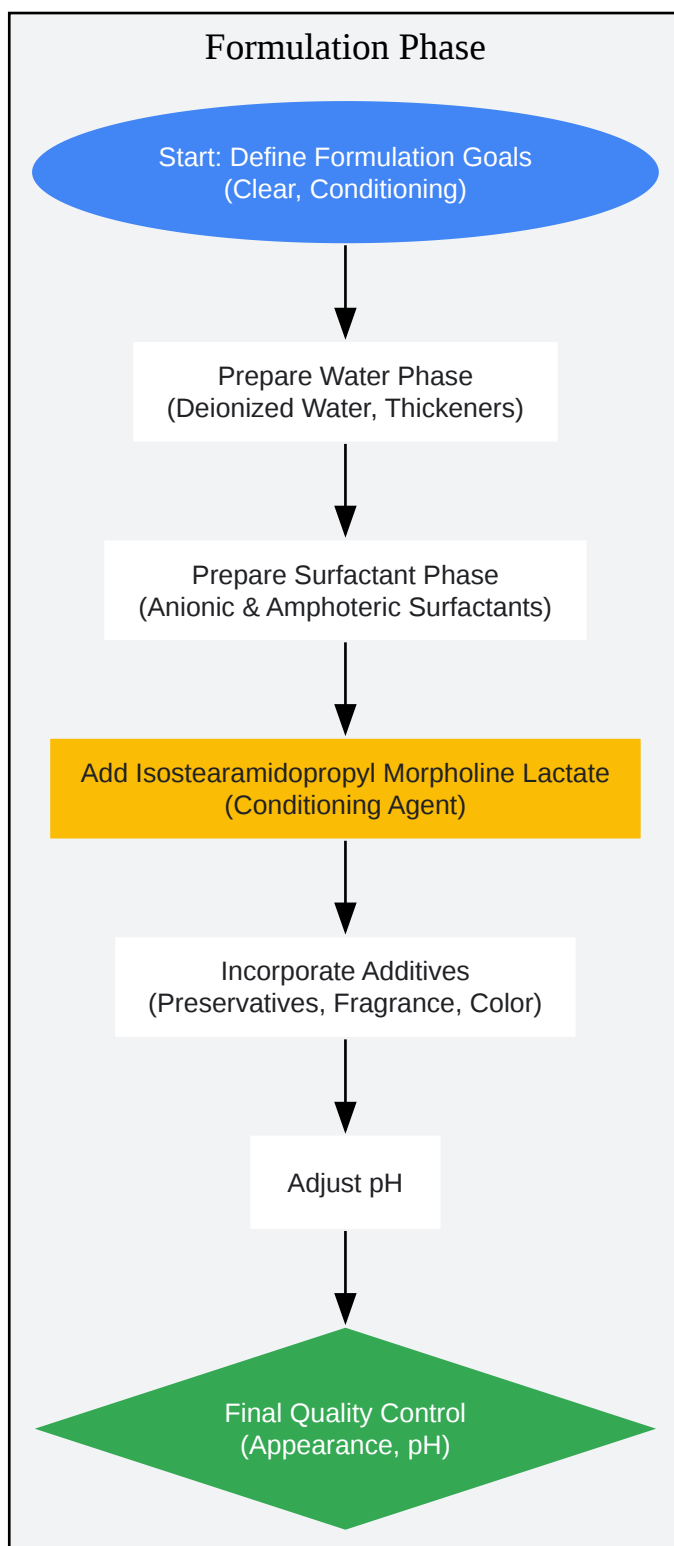 Formulation Phase
Start: Define Formulation Goals
(Clear, Conditioning)
Prepare Water Phase
(Deionized Water, Thickeners)
Prepare Surfactant Phase
(Anionic & Amphoteric Surfactants)
Add Isostearamidopropyl Morpholine Lactate
(Conditioning Agent)
Incorporate Additives
(Preservatives, Fragrance, Color)
Adjust pH
Final Quality Control
(Appearance, pH)